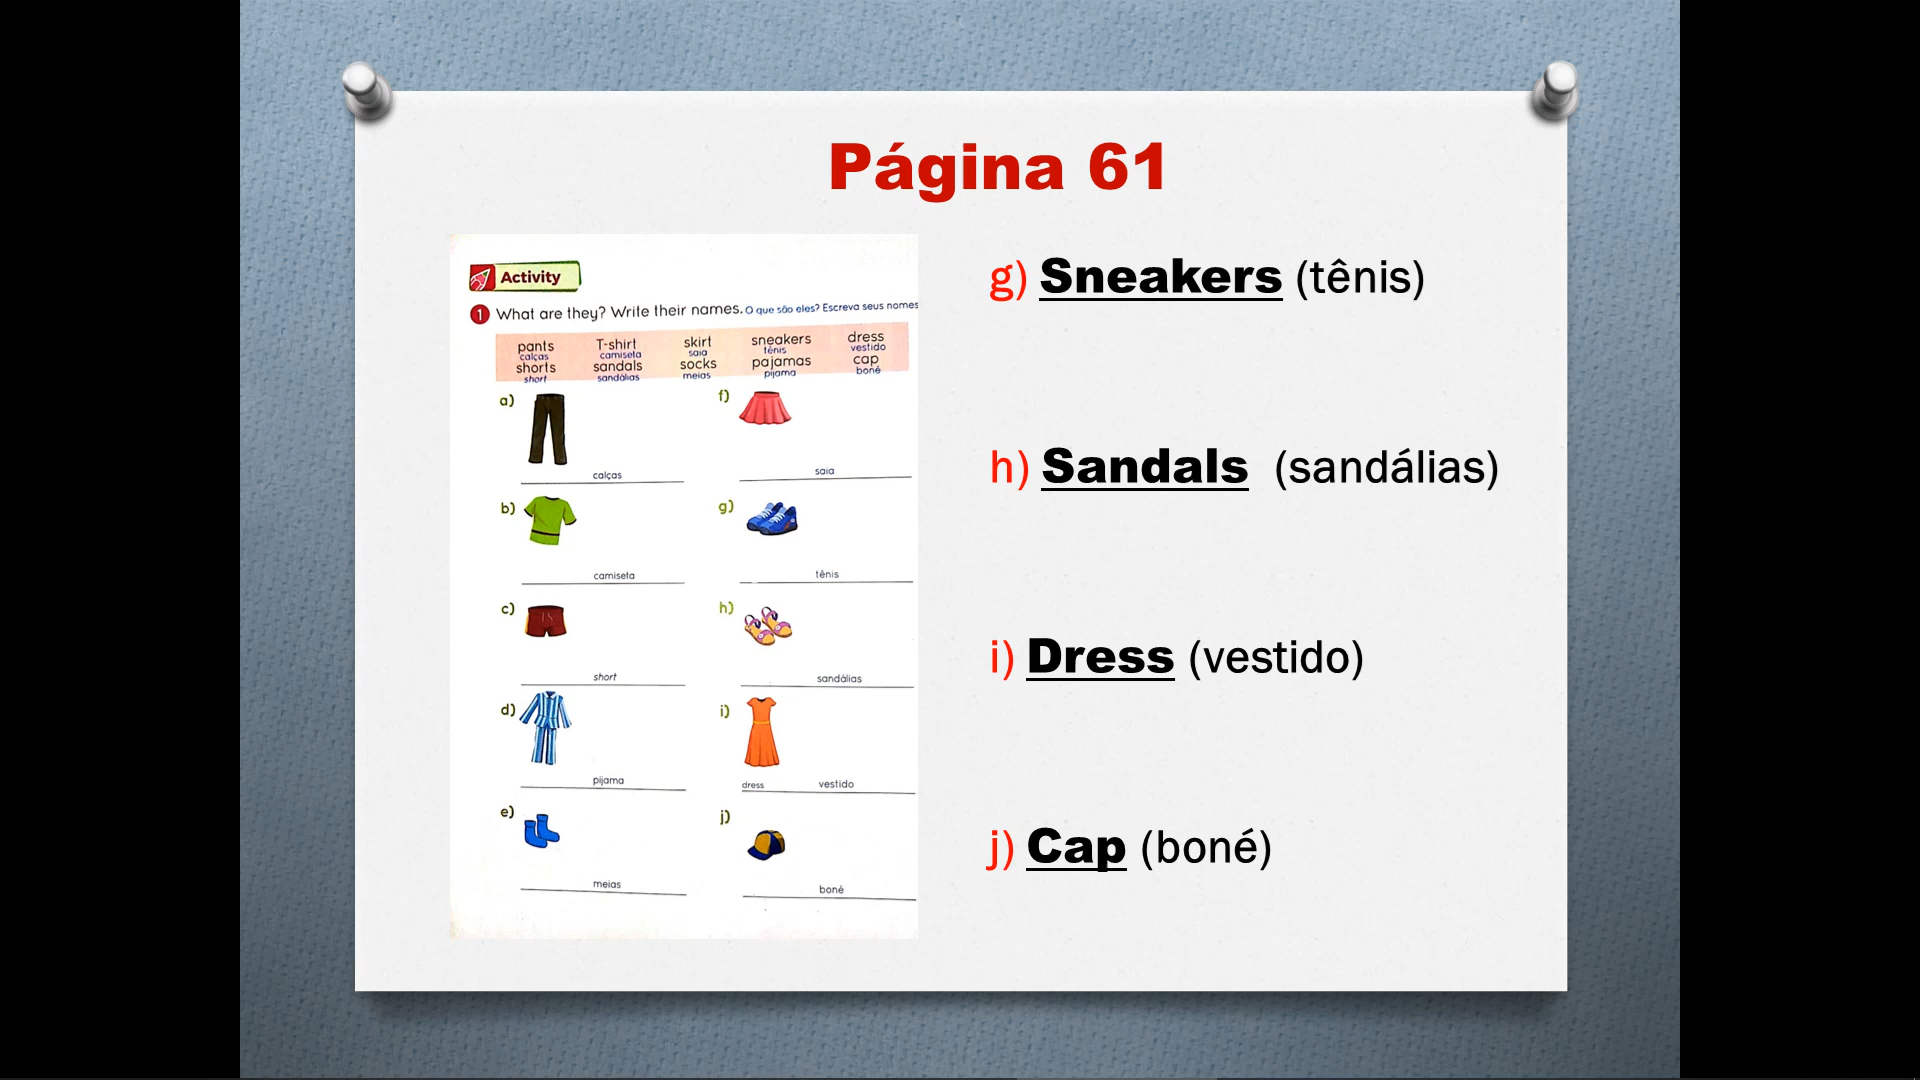 Página 61
Activity
1 What are they? Write their names. O que são eles? Escreva seus nomes
pants T-shirt skirt sneakers dress
calças camiseta saia tênis vestido
shorts sandals socks pajamas cap
short sandálias meias pijama boné
a)
calças
b)
camiseta
c)
short
d)
pijama
e)
meias
f)
saia
g)
tênis
h)
sandálias
i)
dress vestido
j)
boné
g) Sneakers (tênis)
h) Sandals (sandálias)
i) Dress (vestido)
j) Cap (boné)